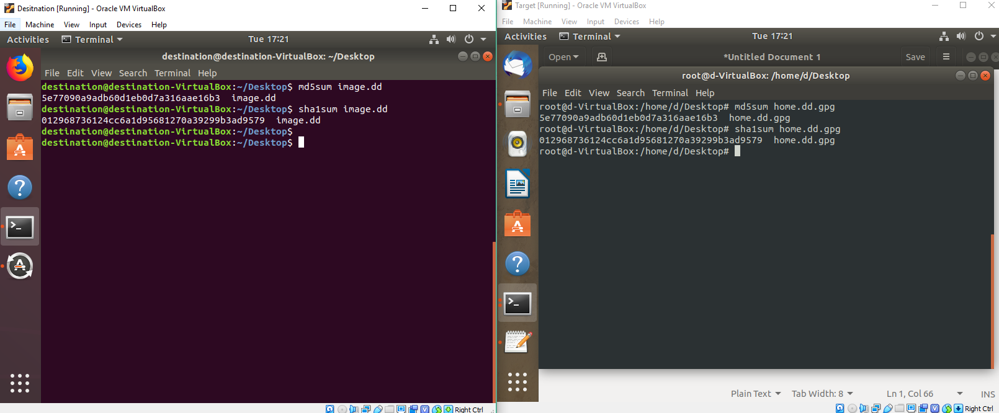 Desitnation [Running] - Oracle VM VirtualBox
File Machine View Input Devices Help
Activities Terminal Tue 17:21
destination@destination-VirtualBox: ~/Desktop
File Edit View Search Terminal Help
destination@destination-VirtualBox:~/Desktop$ md5sum image.dd
5e77090a9adb60d1eb0d7a316aae16b3  image.dd
destination@destination-VirtualBox:~/Desktop$ sha1sum image.dd
012968736124cc6a1d95681270a39299b3ad9579  image.dd
destination@destination-VirtualBox:~/Desktop$
destination@destination-VirtualBox:~/Desktop$
Right Ctrl
Target [Running] - Oracle VM VirtualBox
File Machine View Input Devices Help
Activities Terminal Tue 17:21
Open *Untitled Document 1 Save
root@d-VirtualBox: /home/d/Desktop
File Edit View Search Terminal Help
root@d-VirtualBox:/home/d/Desktop# md5sum home.dd.gpg
5e77090a9adb60d1eb0d7a316aae16b3  home.dd.gpg
root@d-VirtualBox:/home/d/Desktop# sha1sum home.dd.gpg
012968736124cc6a1d95681270a39299b3ad9579  home.dd.gpg
root@d-VirtualBox:/home/d/Desktop#
Plain Text Tab Width: 8 Ln 1, Col 66 INS
Right Ctrl